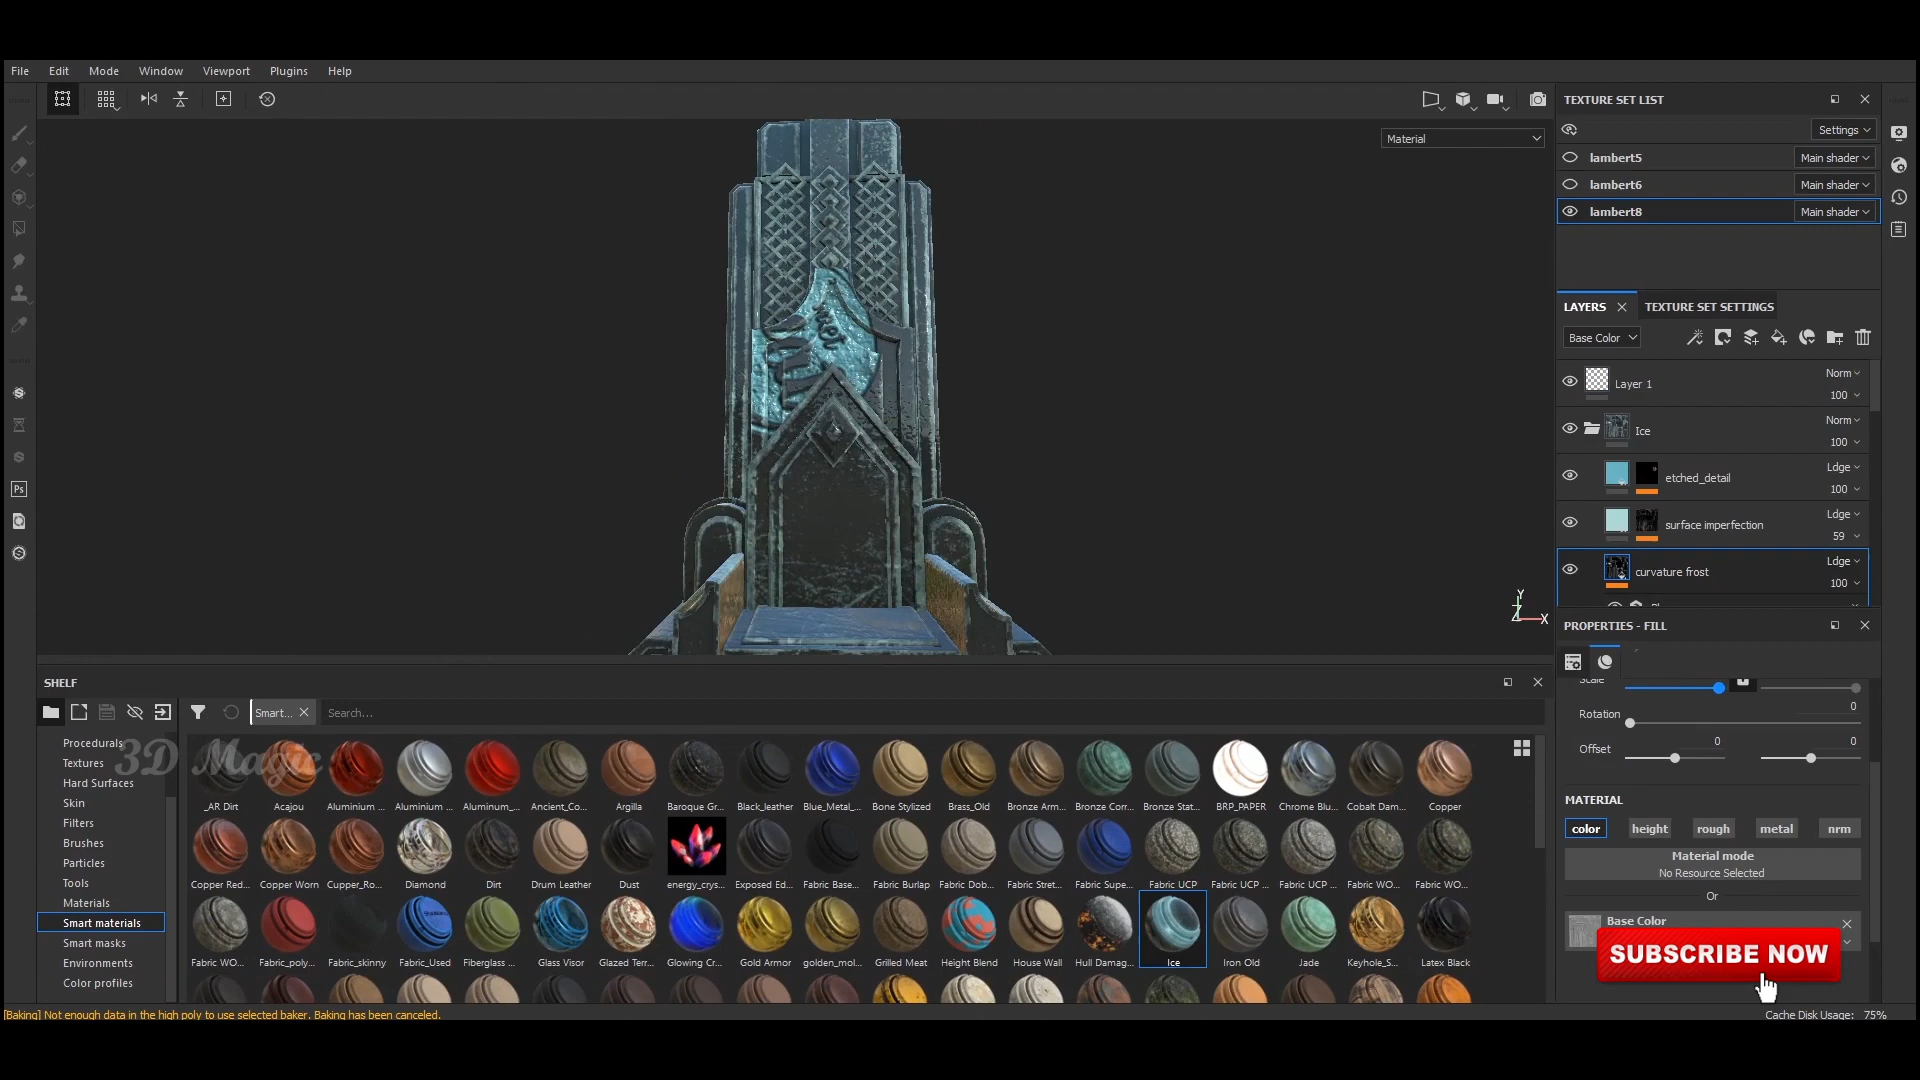 File Edit Mode Window Viewport Plugins Help
Material
Y
Z X
TEXTURE SET LIST
Settings
lambert5 Main shader
lambert6 Main shader
lambert8 Main shader
LAYERS TEXTURE SET SETTINGS
Base Color
Layer 1 Norm 100
Ice Norm 100
etched_detail Ldge 100
surface imperfection Ldge 59
curvature frost Ldge 100
PROPERTIES - FILL
Scale
Rotation 0
Offset 0 0
MATERIAL
color height rough metal nrm
Material mode
No Resource Selected
Or
Base Color
SUBSCRIBE NOW
SHELF
Smart... Search...
Procedurals
Textures
Hard Surfaces
Skin
Filters
Brushes
Particles
Tools
Materials
Smart materials
Smart masks
Environments
Color profiles
3D Magic
_AR Dirt Acajou Aluminium ... Aluminium ... Aluminum_... Ancient_Co... Argilla Baroque Gr... Black_leather Blue_Metal_... Bone Stylized Brass_Old Bronze Arm... Bronze Corr... Bronze Stat... BRP_PAPER Chrome Blu... Cobalt Dam... Copper
Copper Red... Copper Worn Cupper_Ro... Diamond Dirt Drum Leather Dust energy_crys... Exposed Ed... Fabric Base... Fabric Burlap Fabric Dob... Fabric Stret... Fabric Supe... Fabric UCP Fabric UCP ... Fabric UCP ... Fabric WO... Fabric WO...
Fabric WO... Fabric_poly... Fabric_skinny Fabric_Used Fiberglass ... Glass Visor Glazed Terr... Glowing Cr... Gold Armor golden_mol... Grilled Meat Height Blend House Wall Hull Damag... Ice Iron Old Jade Keyhole_S... Latex Black
[Baking] Not enough data in the high poly to use selected baker. Baking has been canceled.
Cache Disk Usage: 75%
Ps